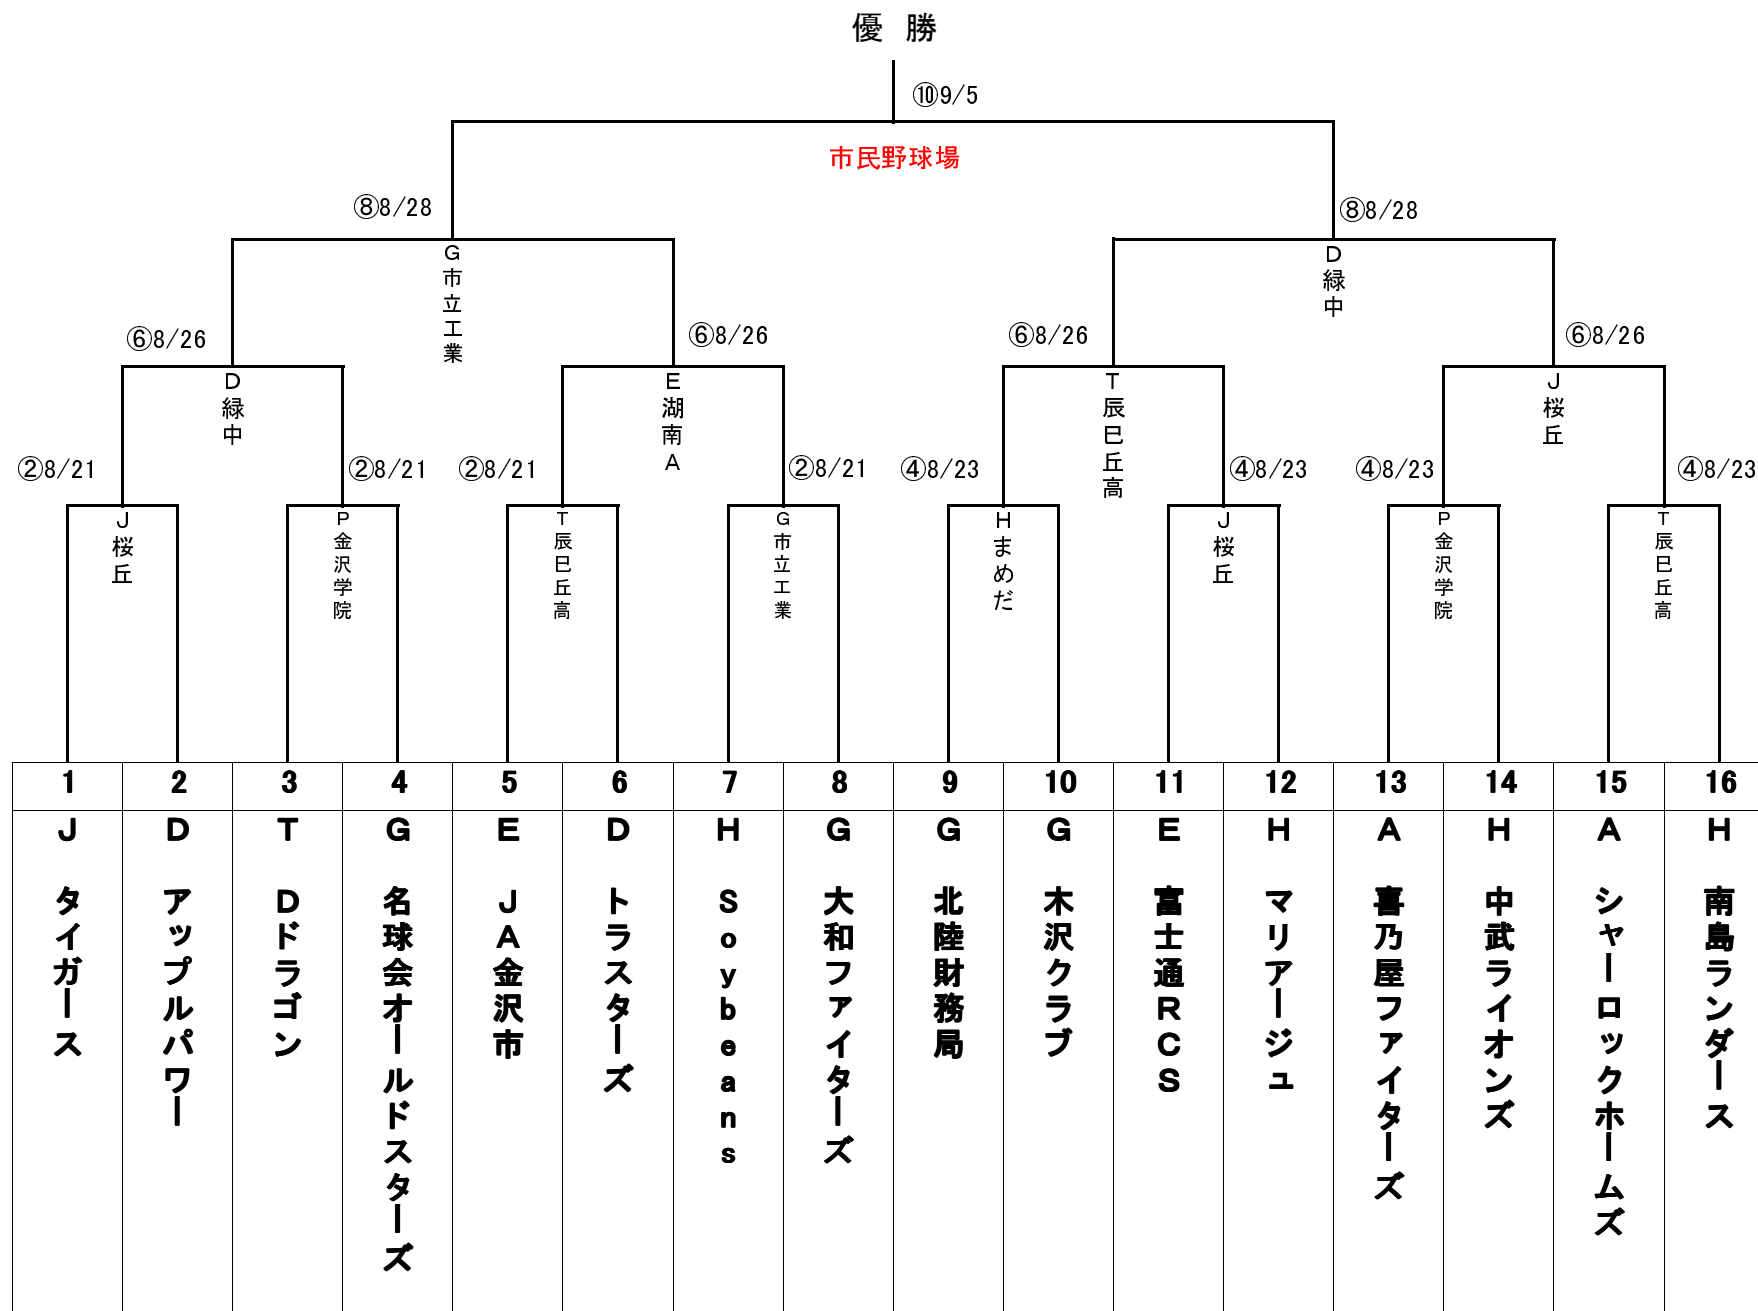 優 勝
⑩9/5
市民野球場
⑧8/28
⑧8/28
G市立工業
D緑中
⑥8/26
⑥8/26
⑥8/26
⑥8/26
D緑中
E湖南A
T辰巳丘高
J桜丘
②8/21
②8/21
②8/21
②8/21
④8/23
④8/23
④8/23
④8/23
J桜丘
P金沢学院
T辰巳丘高
G市立工業
Hまめだ
J桜丘
P金沢学院
T辰巳丘高
1 2 3 4 5 6 7 8 9 10 11 12 13 14 15 16
J タイガース
D アップルパワー
T Dドラゴン
G 名球会オールドスターズ
E JA金沢市
D トラスターズ
H Soybeans
G 大和ファイターズ
G 北陸財務局
G 木沢クラブ
E 富士通RCS
H マリアージュ
A 喜乃屋ファイターズ
H 中武ライオンズ
A シャーロックホームズ
H 南島ランダース